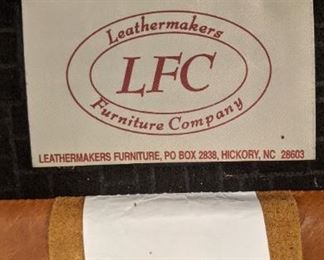 Leathermakers
LFC
Furniture Company
LEATHERMAKERS FURNITURE, PO BOX 2838, HICKORY, NC 28603